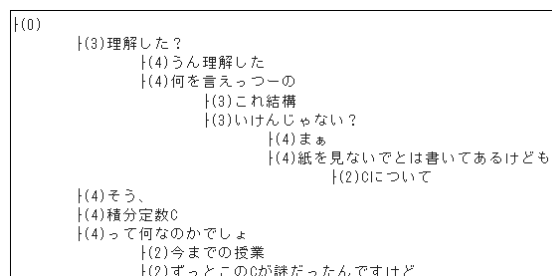 ├(0)
├(3)理解した？
├(4)うん理解した
├(4)何を言えっつーの
├(3)これ結構
├(3)いけんじゃない？
├(4)まぁ
├(4)紙を見ないでとは書いてあるけども
├(2)Cについて
├(4)そう、
├(4)積分定数C
├(4)って何なのかでしょ
├(2)今までの授業
├(2)ずっとこのCが謎だったんですけど